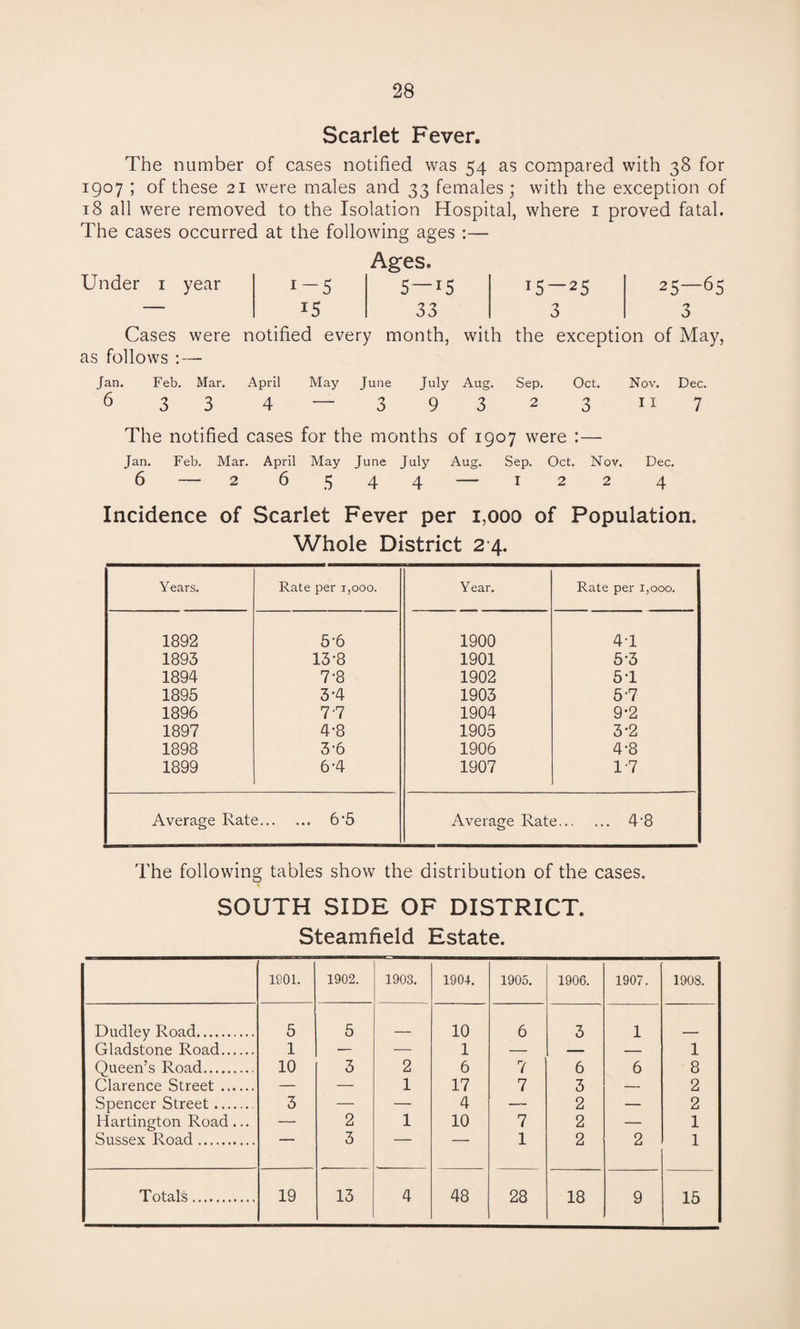 28
Scarlet Fever.
The number of cases notified was 54 as compared with 38 for
1907 ; of these 21 were males and 33 females ; with the exception of
18 all were removed to the Isolation Hospital, where 1 proved fatal.
The cases occurred at the following ages :—
Ages.
Under 1 year 1—5 5—15 15—25 25—65
— 15 33 3 3
Cases were notified every month, with the exception of May,
as follows :—
Jan. Feb. Mar. April May June July Aug. Sep. Oct. Nov. Dec.
6 3 3 4 — 3 9 3 2 3 11 7
The notified cases for the months of 1907 were :—
Jan. Feb. Mar. April May June July Aug. Sep. Oct. Nov. Dec.
6 — 2 6 5 4 4 — 1 2 2 4
Incidence of Scarlet Fever per 1,000 of Population.
Whole District 2·4.
Years. Rate per 1,000. Year. Rate per 1,000.
1892 5·6 1900 4·1
1893 13·8 1901 5·3
1894 7·8 1902 5·1
1895 3·4 1903 5·7
1896 7·7 1904 9·2
1897 4·8 1905 3·2
1898 3·6 1906 4·8
1899 6·4 1907 1·7
Average Rate... ... 6·5 Average Rate... ... 4·8
The following tables show the distribution of the cases.
SOUTH SIDE OF DISTRICT.
Steamfield Estate.
1901. 1902. 1903. 1904. 1905. 1906. 1907. 1908.
Dudley Road.......... 5 5 — 10 6 3 1 —
Gladstone Road...... 1 — — 1 — — — 1
Queen's Road......... 10 3 2 6 7 6 6 8
Clarence Street ...... — — 1 17 7 3 — 2
Spencer Street ....... 3 — — 4 — 2 — 2
Hartington Road ... — 2 1 10 7 2 — 1
Sussex Road .......... — 3 — — 1 2 2 1
Totals ............ 19 13 4 48 28 18 9 15